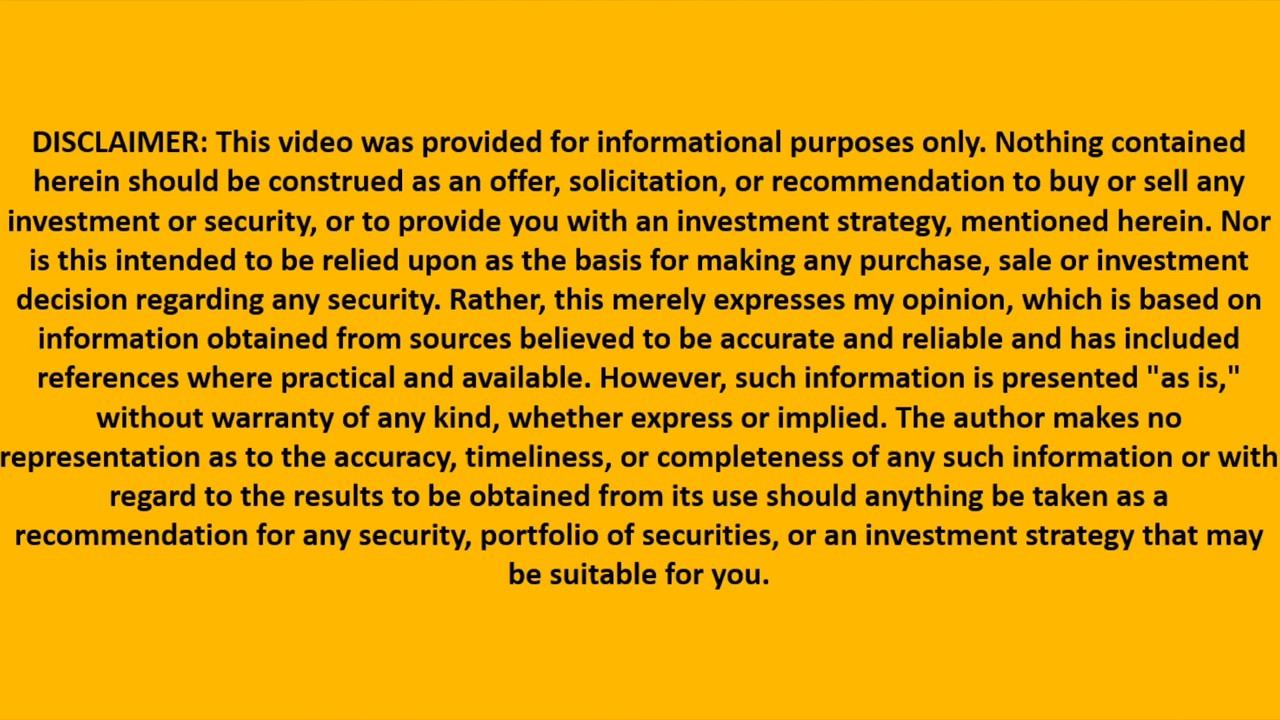 DISCLAIMER: This video was provided for informational purposes only. Nothing contained
herein should be construed as an offer, solicitation, or recommendation to buy or sell any
investment or security, or to provide you with an investment strategy, mentioned herein. Nor
is this intended to be relied upon as the basis for making any purchase, sale or investment
decision regarding any security. Rather, this merely expresses my opinion, which is based on
information obtained from sources believed to be accurate and reliable and has included
references where practical and available. However, such information is presented "as is,"
without warranty of any kind, whether express or implied. The author makes no
representation as to the accuracy, timeliness, or completeness of any such information or with
regard to the results to be obtained from its use should anything be taken as a
recommendation for any security, portfolio of securities, or an investment strategy that may
be suitable for you.